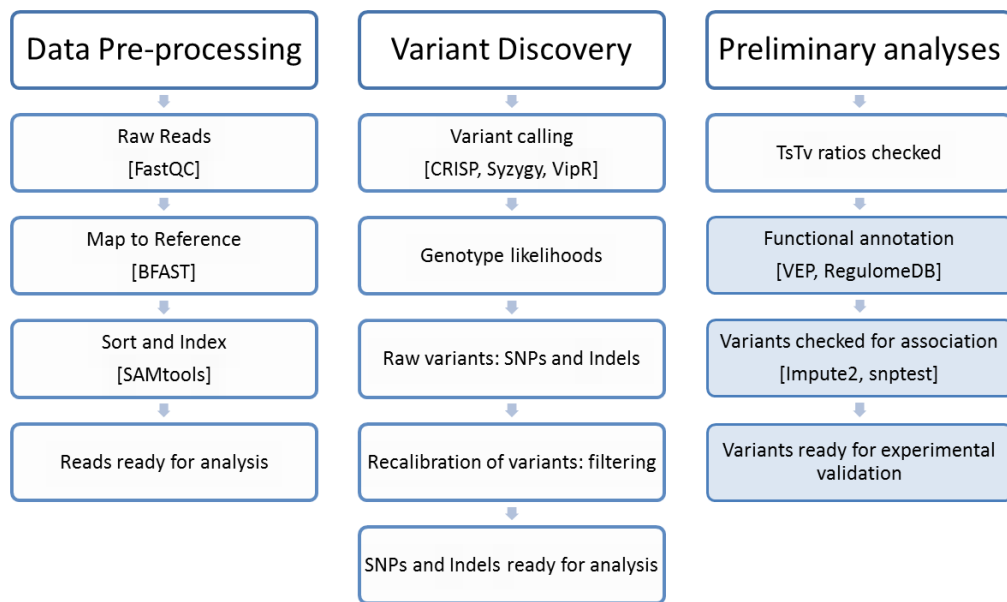 Data Pre-processing
Raw Reads
[FastQC]
Map to Reference
[BFAST]
Sort and Index
[SAMtools]
Reads ready for analysis
Variant Discovery
Variant calling
[CRISP, Syzygy, VipR]
Genotype likelihoods
Raw variants: SNPs and Indels
Recalibration of variants: filtering
SNPs and Indels ready for analysis
Preliminary analyses
TsTv ratios checked
Functional annotation
[VEP, RegulomeDB]
Variants checked for association
[Impute2, snptest]
Variants ready for experimental
validation